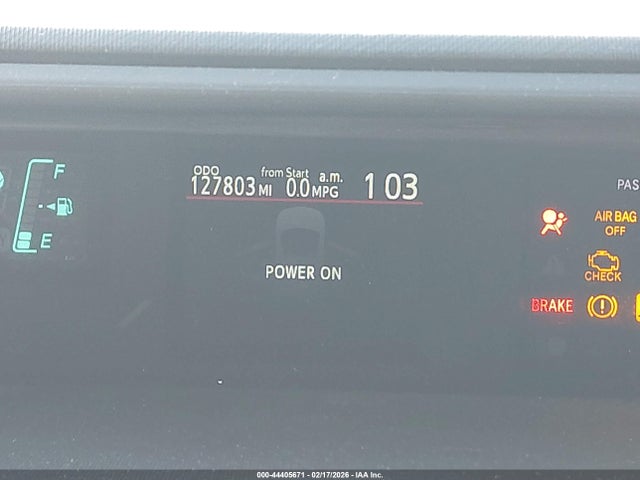 F
E
ODO
127803 MI
from Start
0.0 MPG
a.m.
1 03
POWER ON
PAS
AIR BAG
OFF
CHECK
BRAKE
000-44405671 - 02/17/2026 - IAA Inc.